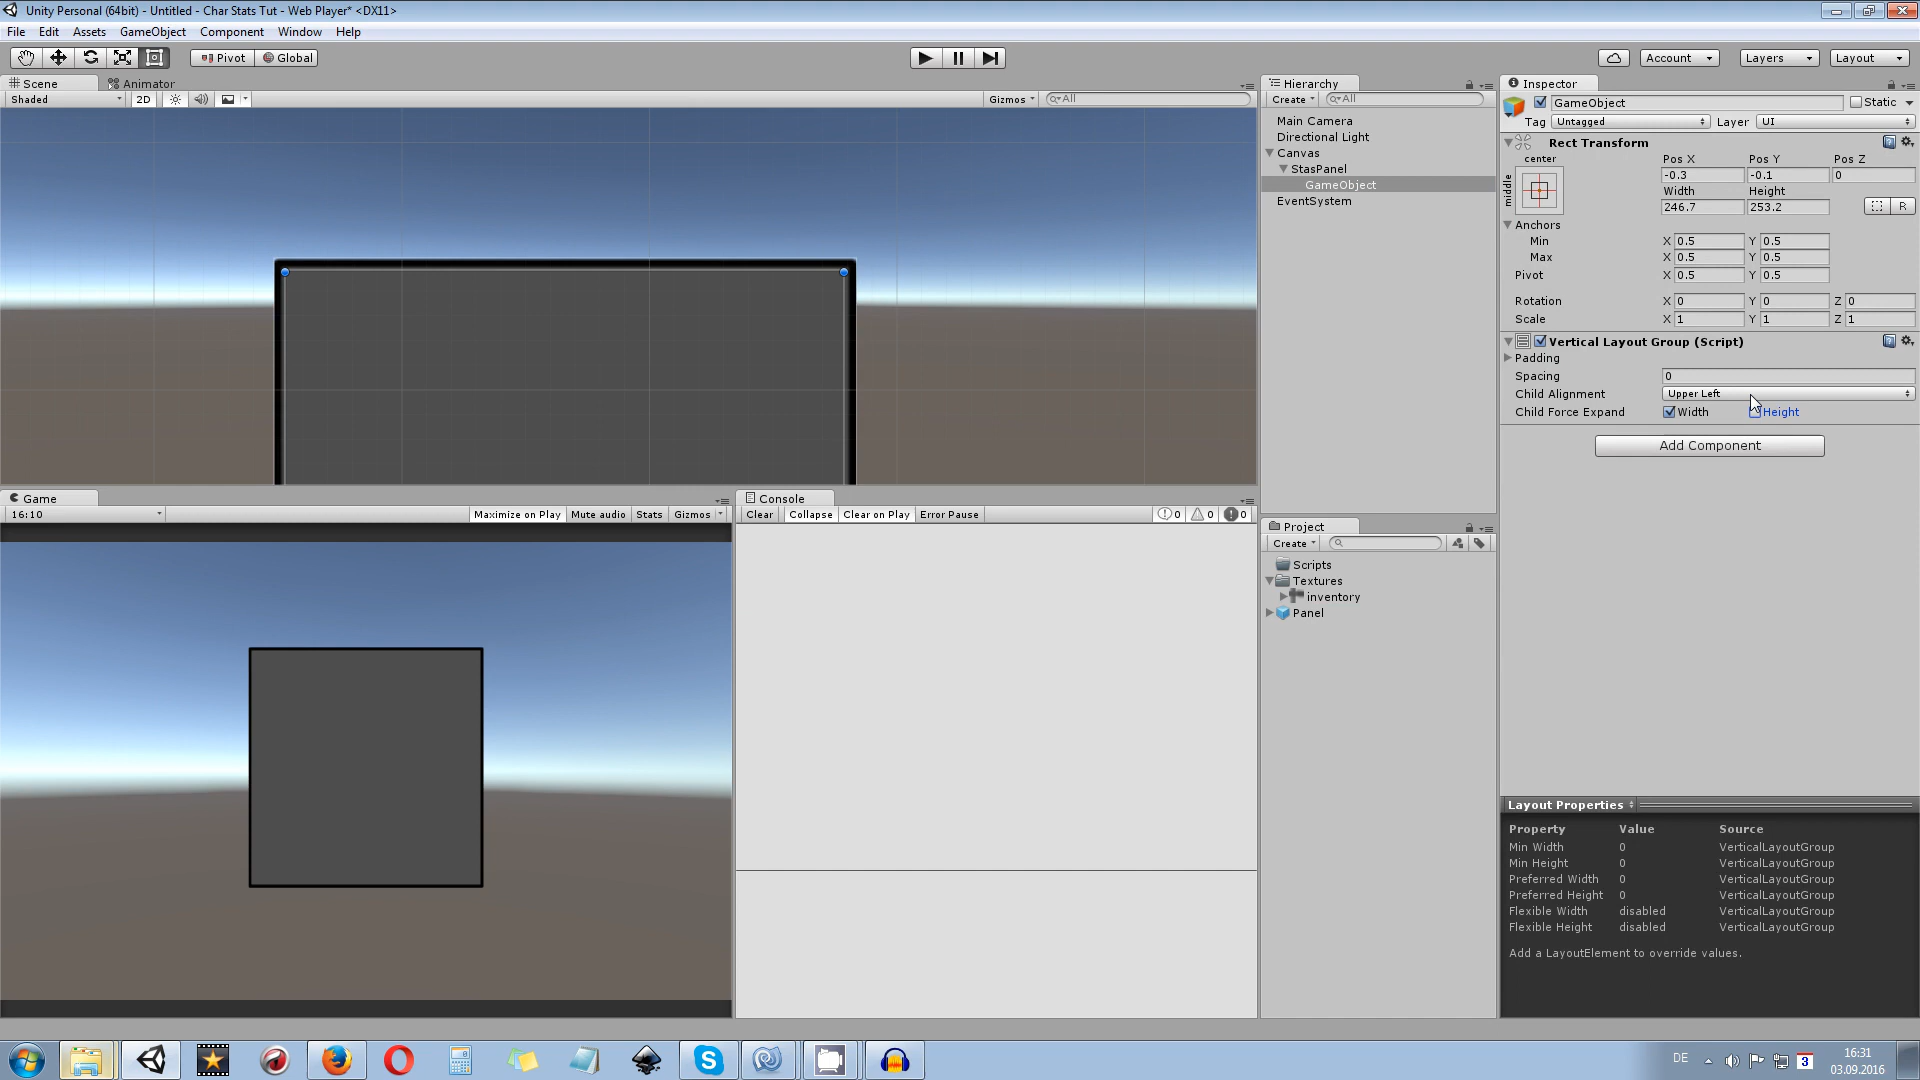 Unity Personal (64bit) - Untitled - Char Stats Tut - Web Player* <DX11>
File Edit Assets GameObject Component Window Help
Pivot Global Account Layers Layout
Scene Animator
Shaded 2D Gizmos All
Hierarchy
Create All
Main Camera
Directional Light
Canvas
StasPanel
GameObject
EventSystem
Inspector
GameObject Static
Tag Untagged Layer UI
Rect Transform
center
middle
Pos X Pos Y Pos Z
-0.3 -0.1 0
Width Height
246.7 253.2 R
Anchors
Min X 0.5 Y 0.5
Max X 0.5 Y 0.5
Pivot X 0.5 Y 0.5
Rotation X 0 Y 0 Z 0
Scale X 1 Y 1 Z 1
Vertical Layout Group (Script)
Padding
Spacing 0
Child Alignment Upper Left
Child Force Expand Width Height
Add Component
Game
16:10 Maximize on Play Mute audio Stats Gizmos
Console
Clear Collapse Clear on Play Error Pause 0 0 0
Project
Create
Scripts
Textures
inventory
Panel
Layout Properties
Property Value Source
Min Width 0 VerticalLayoutGroup
Min Height 0 VerticalLayoutGroup
Preferred Width 0 VerticalLayoutGroup
Preferred Height 0 VerticalLayoutGroup
Flexible Width disabled VerticalLayoutGroup
Flexible Height disabled VerticalLayoutGroup
Add a LayoutElement to override values.
DE 3 16:31
03.09.2016